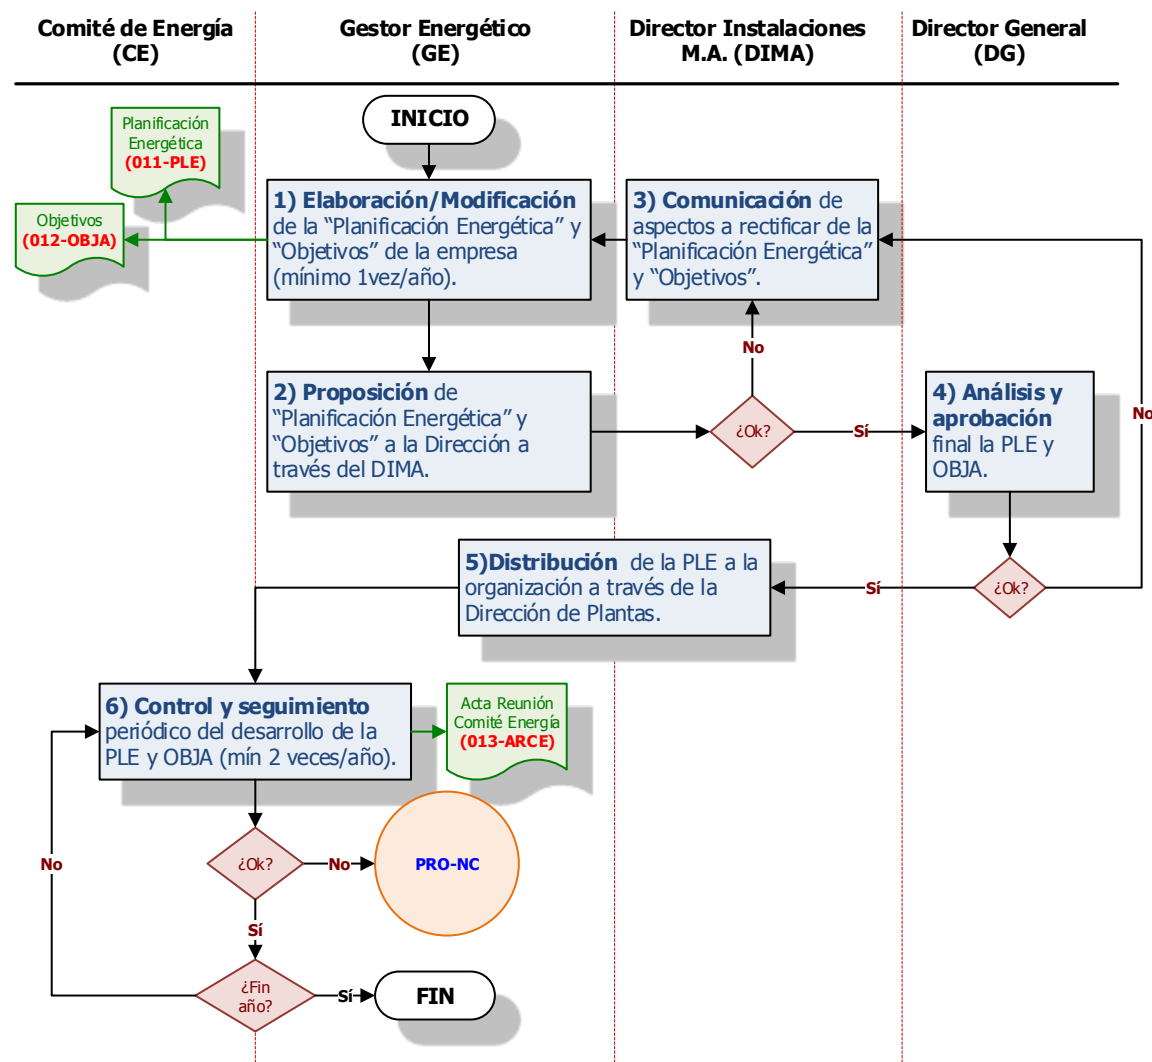 Comité de Energía
(CE)
Gestor Energético
(GE)
Director Instalaciones
M.A. (DIMA)
Director General
(DG)
INICIO
Planificación
Energética
(011-PLE)
Objetivos
(012-OBJA)
1) Elaboración/Modificación
de la “Planificación Energética” y
“Objetivos” de la empresa
(mínimo 1vez/año).
3) Comunicación de
aspectos a rectificar de la
“Planificación Energética”
y “Objetivos”.
No
2) Proposición de
“Planificación Energética” y
“Objetivos” a la Dirección a
través del DIMA.
¿Ok?
Sí
4) Análisis y
aprobación
final la PLE y
OBJA.
No
5)Distribución de la PLE a la
organización a través de la
Dirección de Plantas.
Sí
¿Ok?
6) Control y seguimiento
periódico del desarrollo de la
PLE y OBJA (mín 2 veces/año).
Acta Reunión
Comité Energía
(013-ARCE)
No
¿Ok?
No
PRO-NC
Sí
¿Fin
año?
Sí
FIN